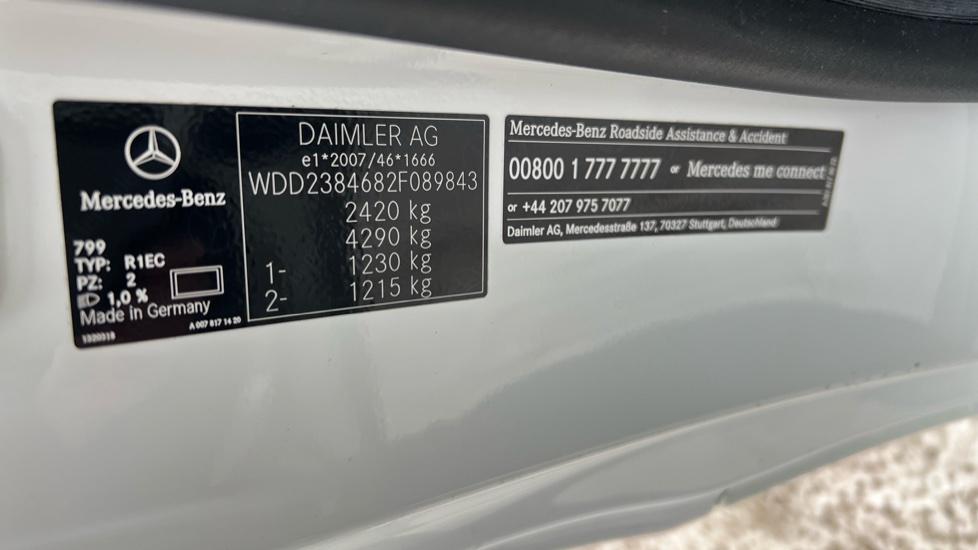 Mercedes-Benz
799
TYP: R1EC
PZ: 2
1,0 %
Made in Germany
A 007 817 14 20
1320318
DAIMLER AG
e1*2007/46*1666
WDD2384682F089843
2420 kg
4290 kg
1- 1230 kg
2- 1215 kg
Mercedes-Benz Roadside Assistance & Accident
00800 1 777 7777 or Mercedes me connect
or +44 207 975 7077
Daimler AG, Mercedesstraße 137, 70327 Stuttgart, Deutschland